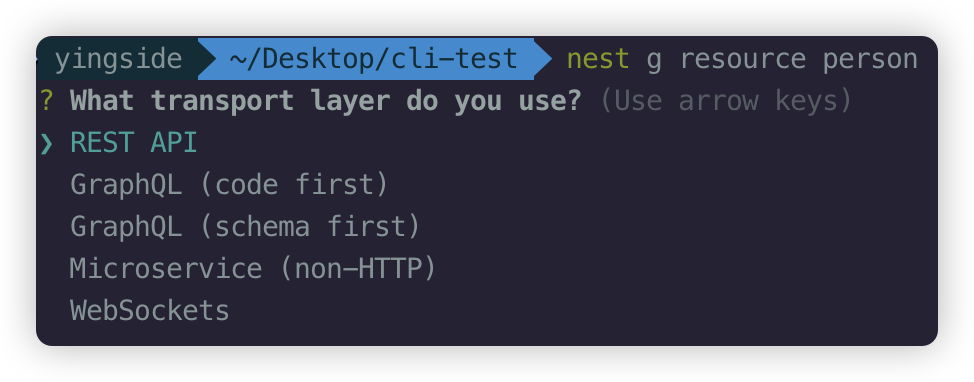 yingside ~/Desktop/cli-test nest g resource person
? What transport layer do you use? (Use arrow keys)
❯ REST API
GraphQL (code first)
GraphQL (schema first)
Microservice (non-HTTP)
WebSockets